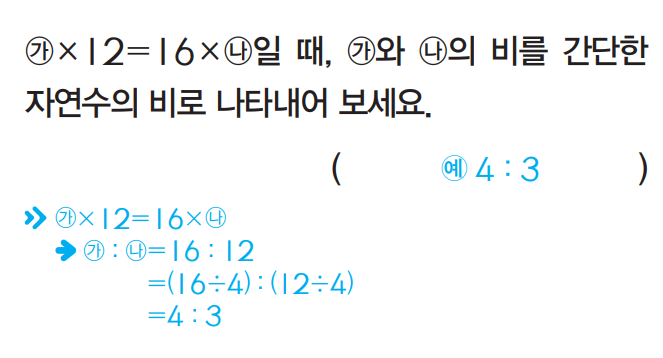 ㉮×12=16×㉯일 때, ㉮와 ㉯의 비를 간단한
자연수의 비로 나타내어 보세요.
( 예 4 : 3 )
≫ ㉮×12=16×㉯
➔ ㉮ : ㉯=16 : 12
=(16÷4) : (12÷4)
=4 : 3